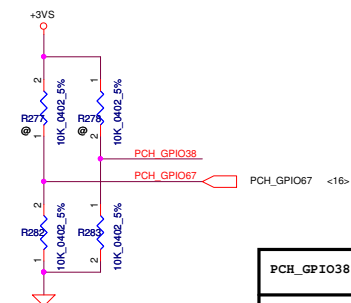 +3VS
2
1
R277
@
10K_0402_5%
R278
@
10K_0402_5%
1
2
PCH_GPIO38
PCH_GPIO67
PCH_GPIO67 <16>
2
1
R282
10K_0402_5%
R283
10K_0402_5%
1
2
PCH_GPIO38